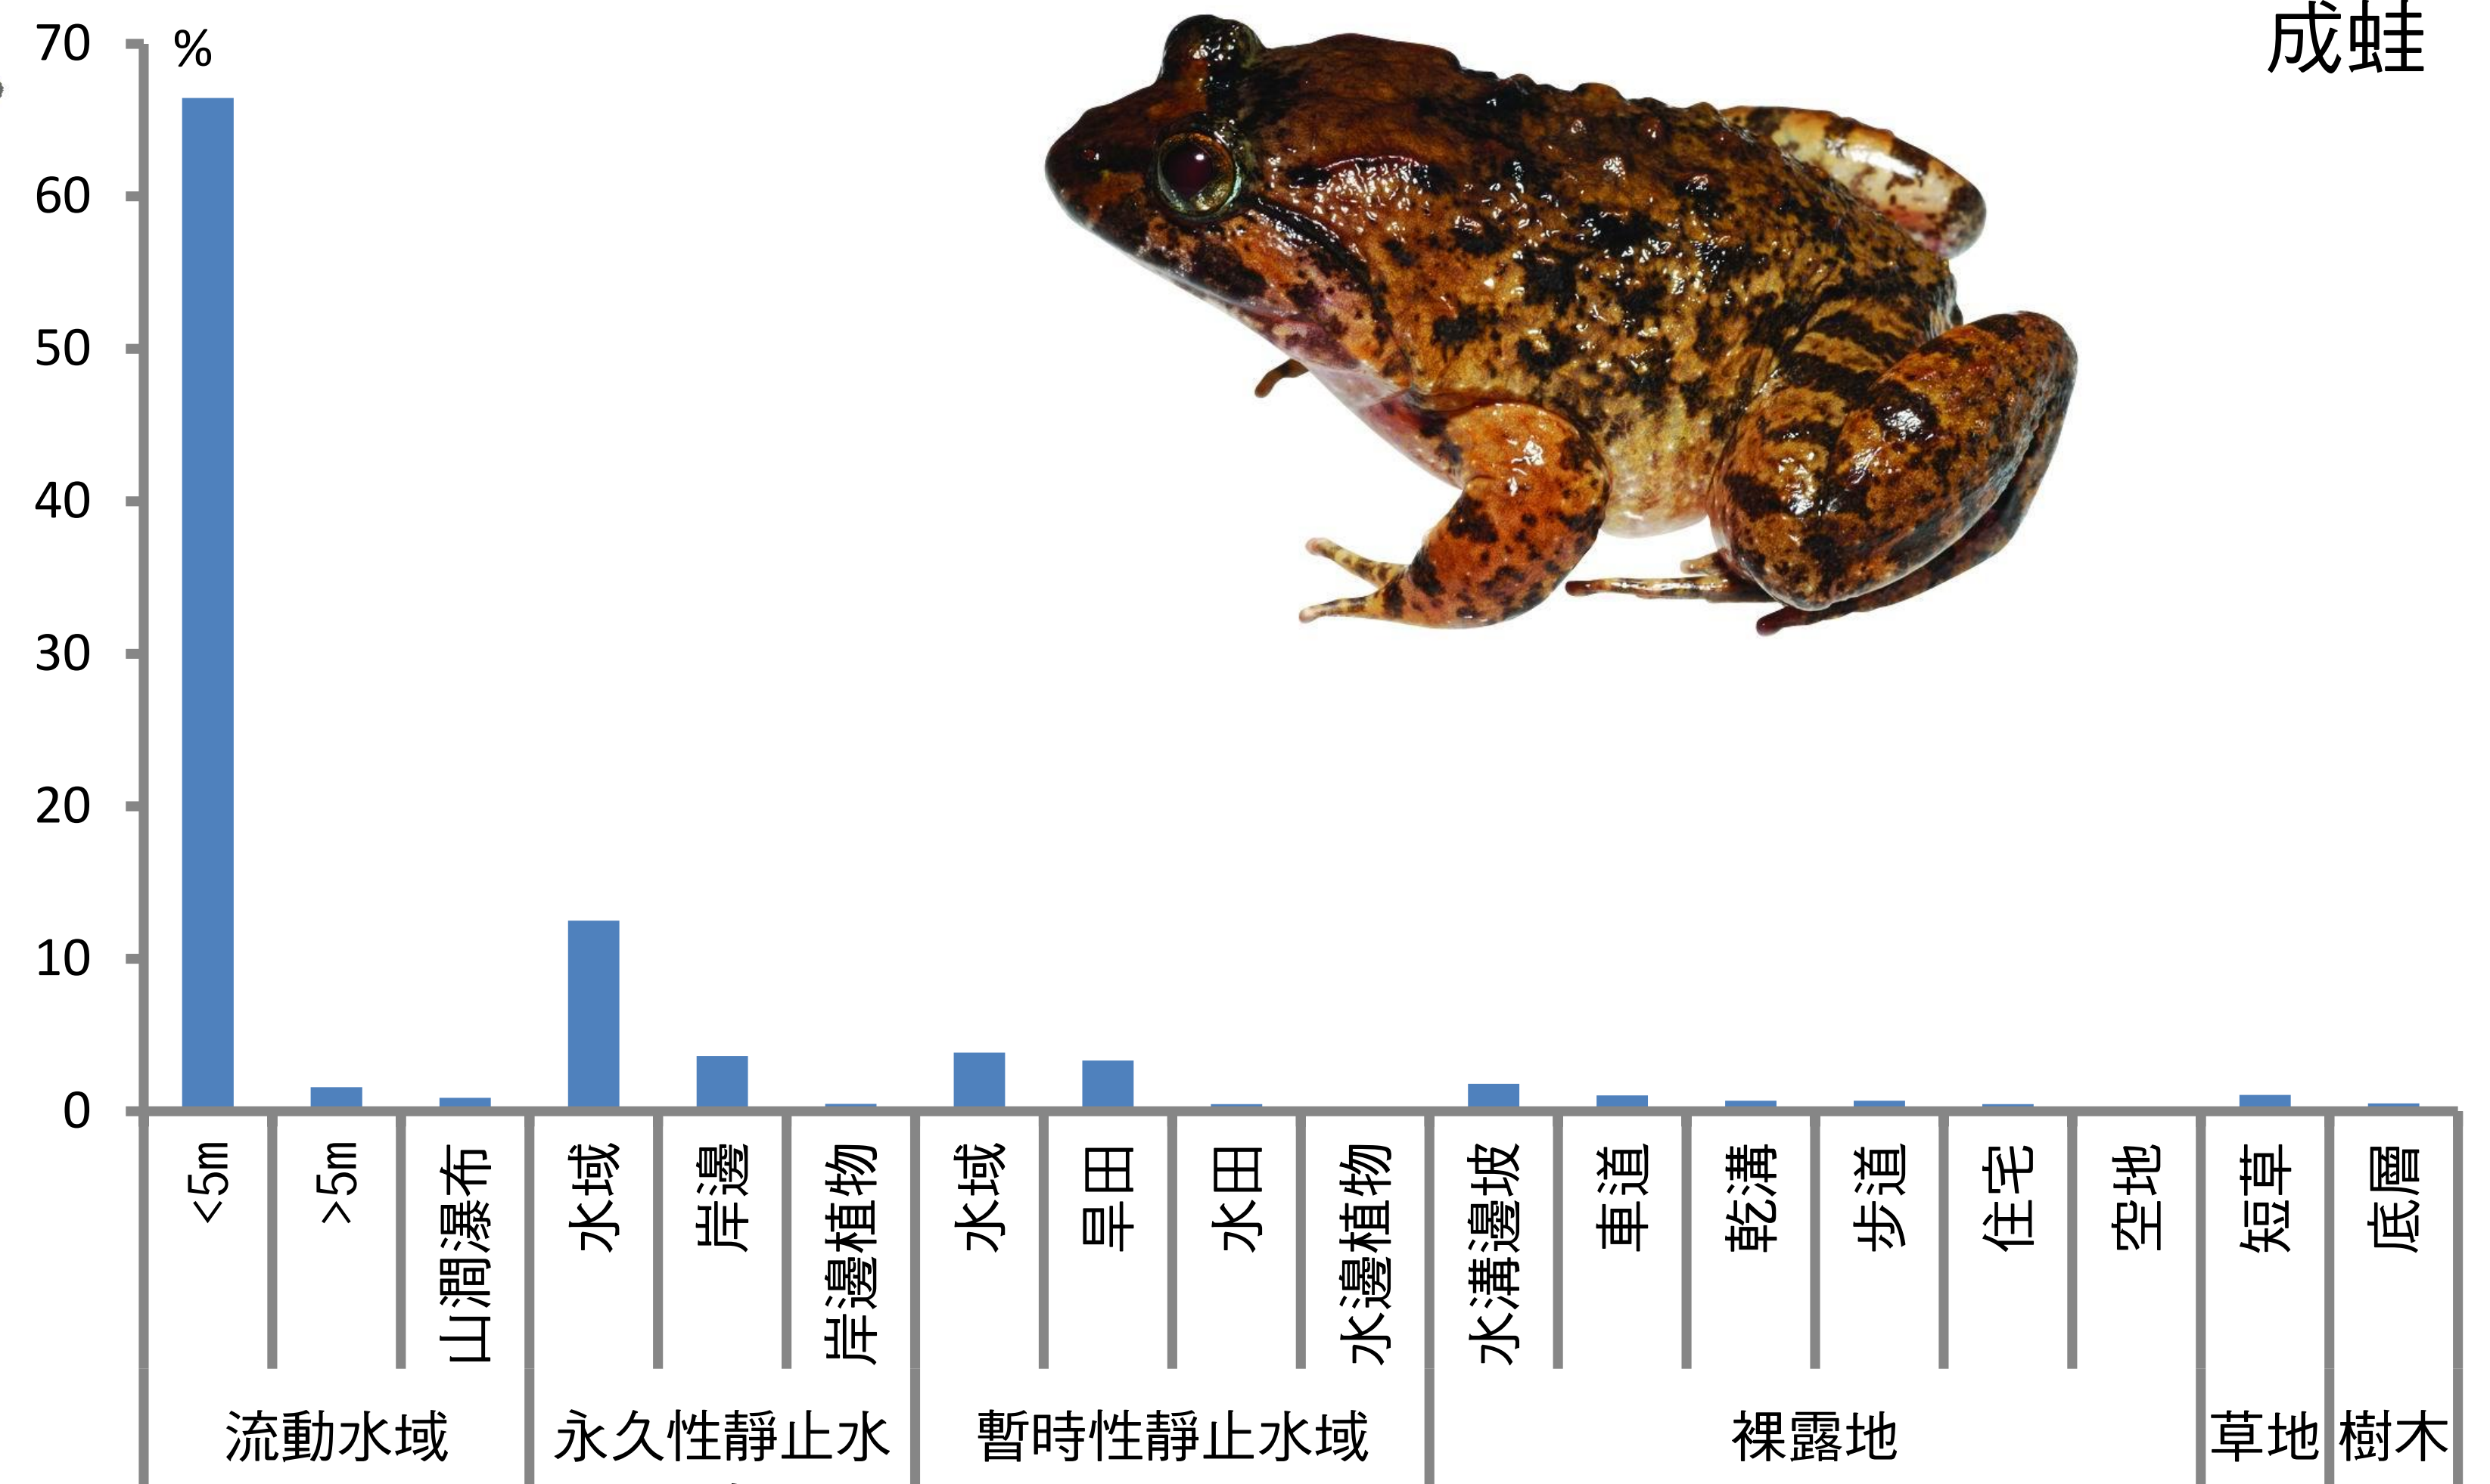 成蛙
%
70
60
50
40
30
20
10
0
<5m
>5m
山澗瀑布
水域
岸邊
岸邊植物
水域
旱田
水田
水邊植物
水溝邊坡
車道
乾溝
步道
住宅
空地
短草
底層
流動水域
永久性靜止水
暫時性靜止水域
裸露地
草地
樹木